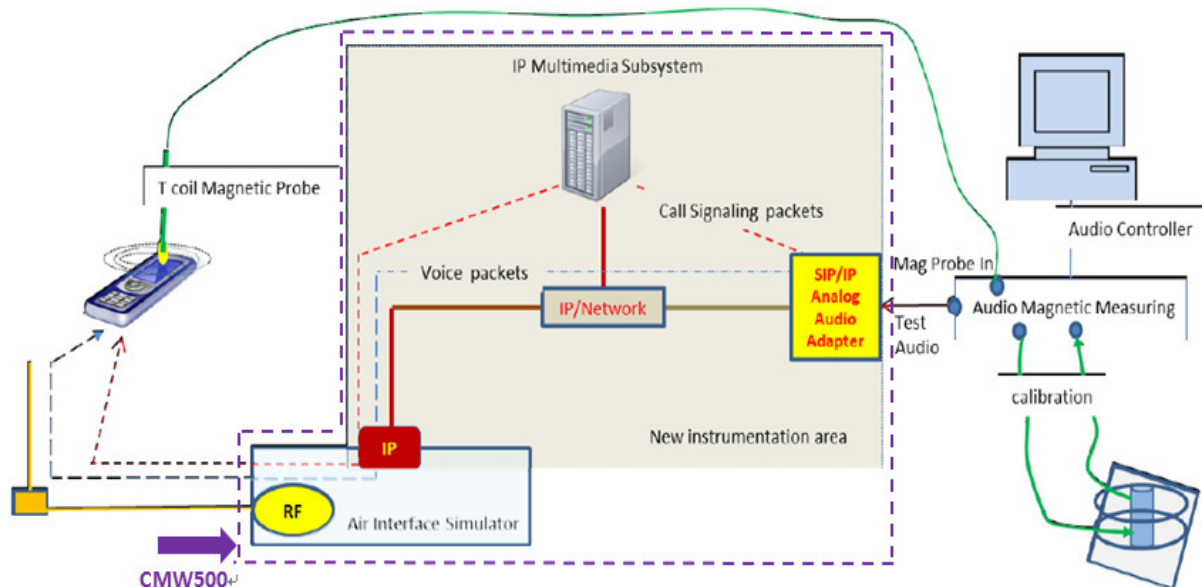 IP Multimedia Subsystem
T coil Magnetic Probe
Call Signaling packets
Audio Controller
Voice packets
Mag Probe In
SIP/IP
Analog
Audio
Adapter
IP/Network
Audio Magnetic Measuring
Test
Audio
calibration
New instrumentation area
IP
RF
Air Interface Simulator
CMW500